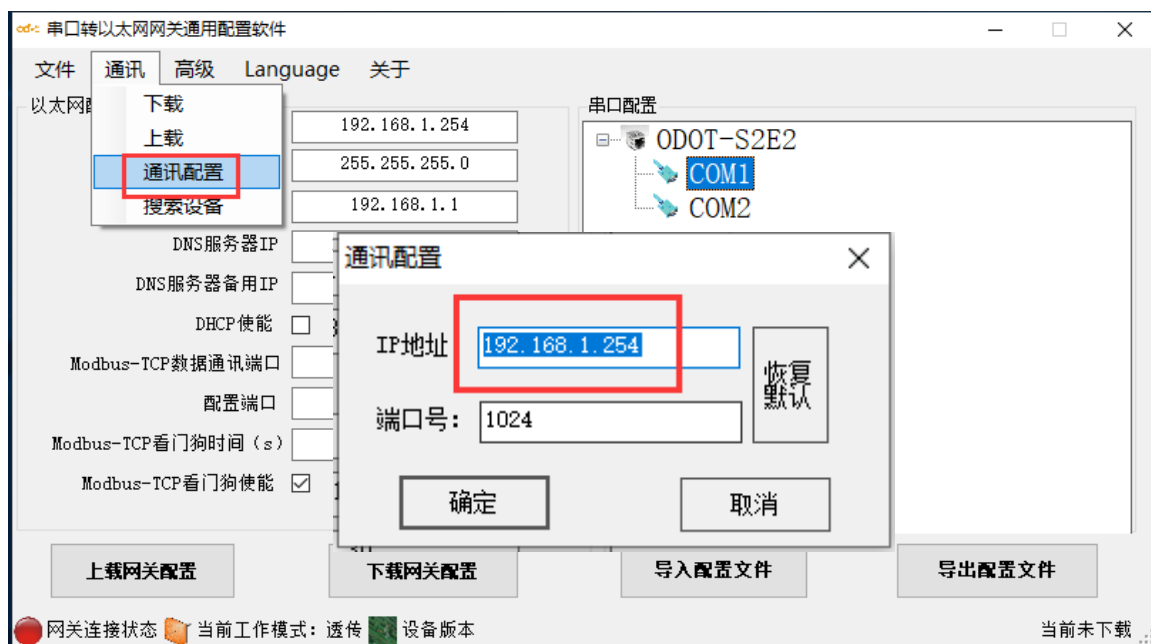 串口转以太网网关通用配置软件
文件 通讯 高级 Language 关于
下载
上载
通讯配置
搜索设备
以太网
192.168.1.254
255.255.255.0
192.168.1.1
DNS服务器IP
DNS服务器备用IP
DHCP使能
Modbus-TCP数据通讯端口
配置端口
Modbus-TCP看门狗时间(s)
Modbus-TCP看门狗使能
串口配置
ODOT-S2E2
COM1
COM2
通讯配置
IP地址
192.168.1.254
端口号:
1024
恢复
默认
确定
取消
上载网关配置
下载网关配置
导入配置文件
导出配置文件
网关连接状态 当前工作模式: 透传 设备版本 当前未下载